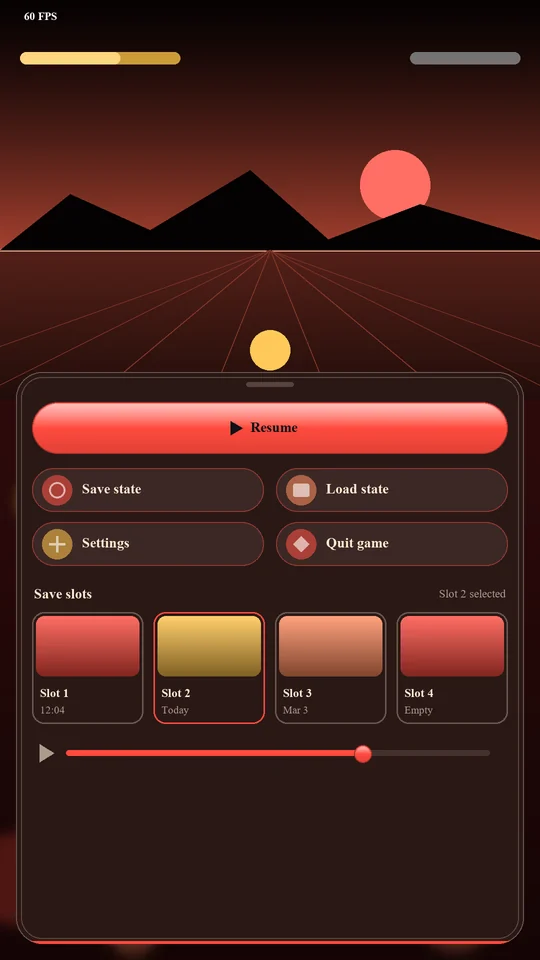 60 FPS
Resume
Save state
Load state
Settings
Quit game
Save slots
Slot 2 selected
Slot 1
12:04
Slot 2
Today
Slot 3
Mar 3
Slot 4
Empty